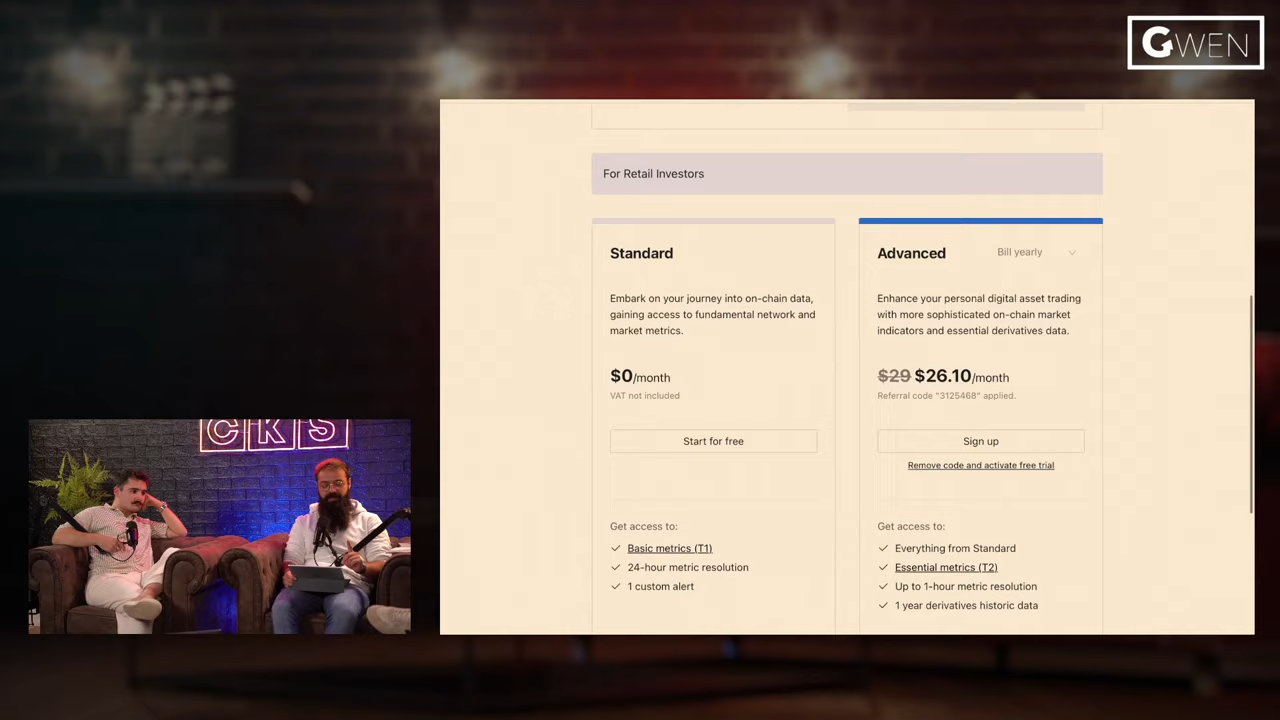 GWEN
For Retail Investors
Standard
Embark on your journey into on-chain data,
gaining access to fundamental network and
market metrics.
$0/month
VAT not included
Start for free
Get access to:
Basic metrics (T1)
24-hour metric resolution
1 custom alert
Advanced
Bill yearly
Enhance your personal digital asset trading
with more sophisticated on-chain market
indicators and essential derivatives data.
$29 $26.10/month
Referral code "3125468" applied.
Sign up
Remove code and activate free trial
Get access to:
Everything from Standard
Essential metrics (T2)
Up to 1-hour metric resolution
1 year derivatives historic data
CKS